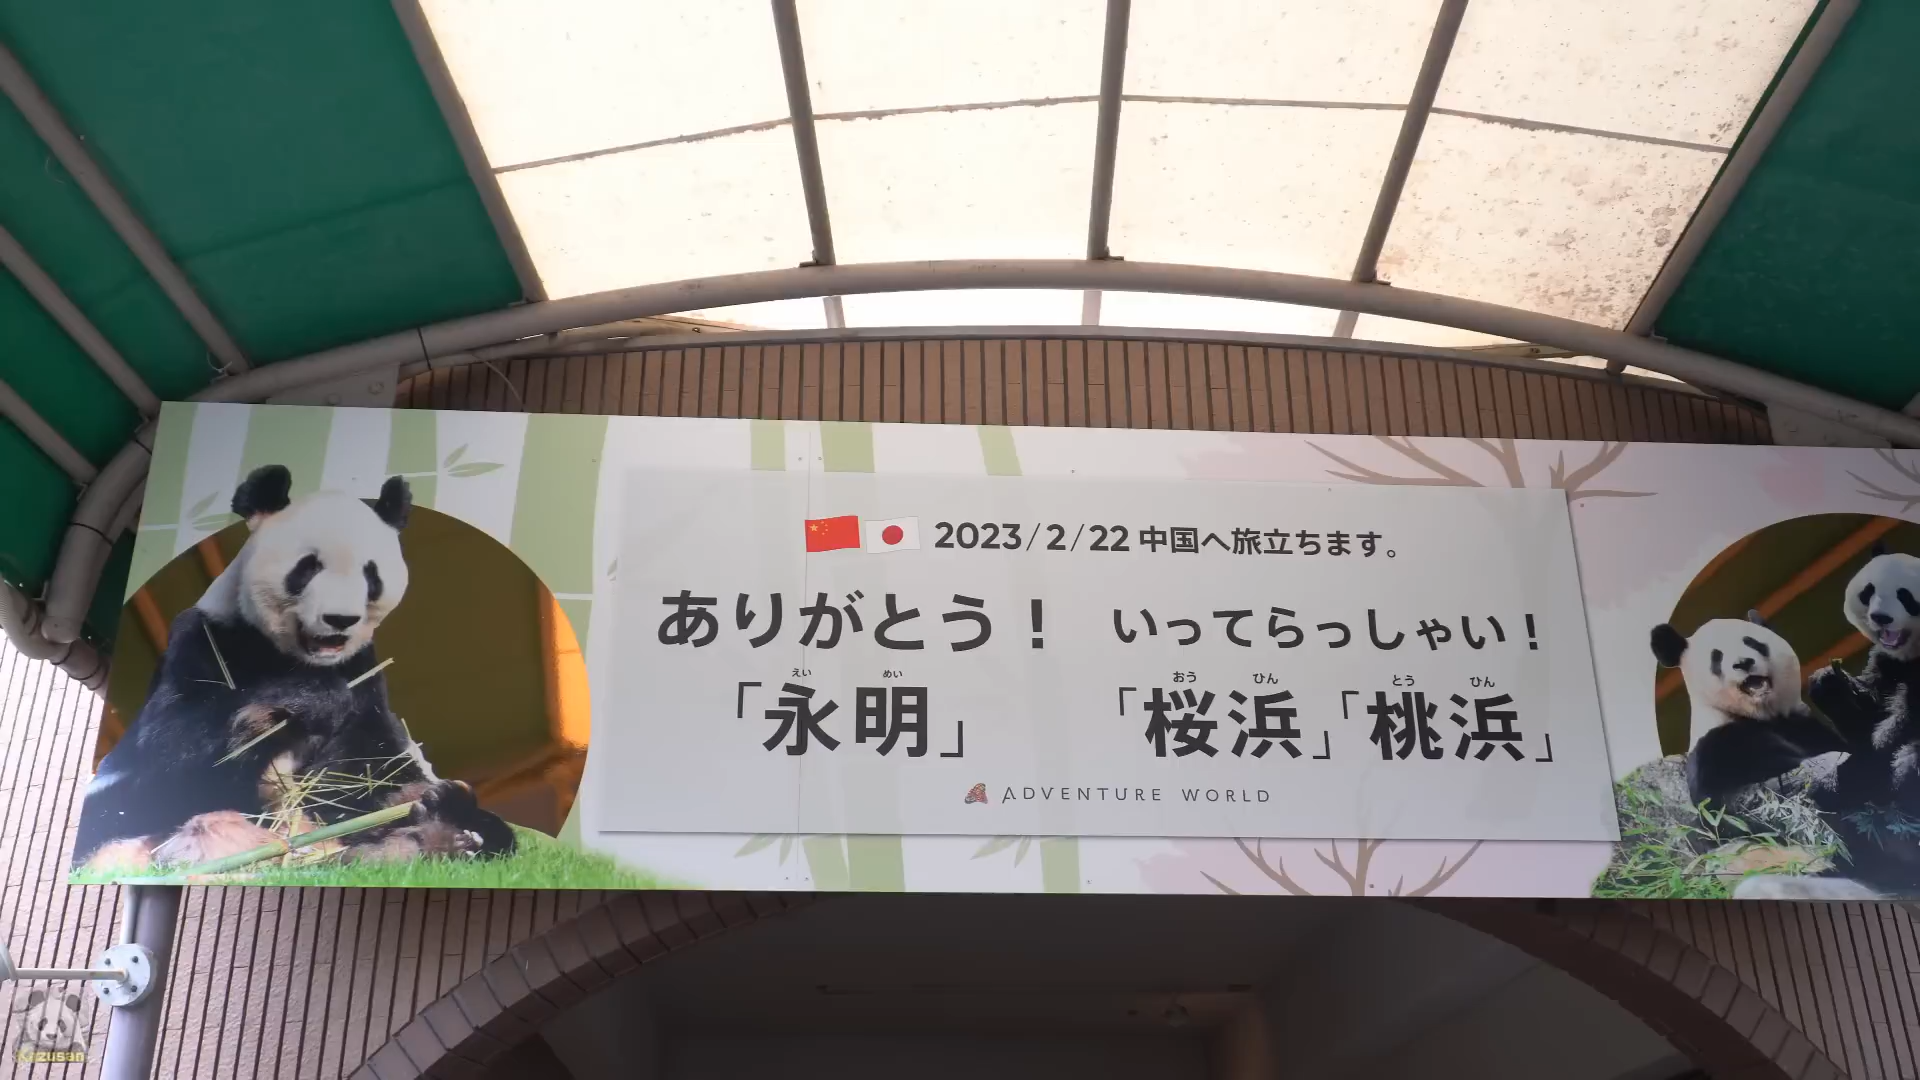 2023/2/22 中国へ旅立ちます。
ありがとう! いってらっしゃい!
えい めい おう ひん とう ひん
「永明」 「桜浜」「桃浜」
ADVENTURE WORLD
Kazusan